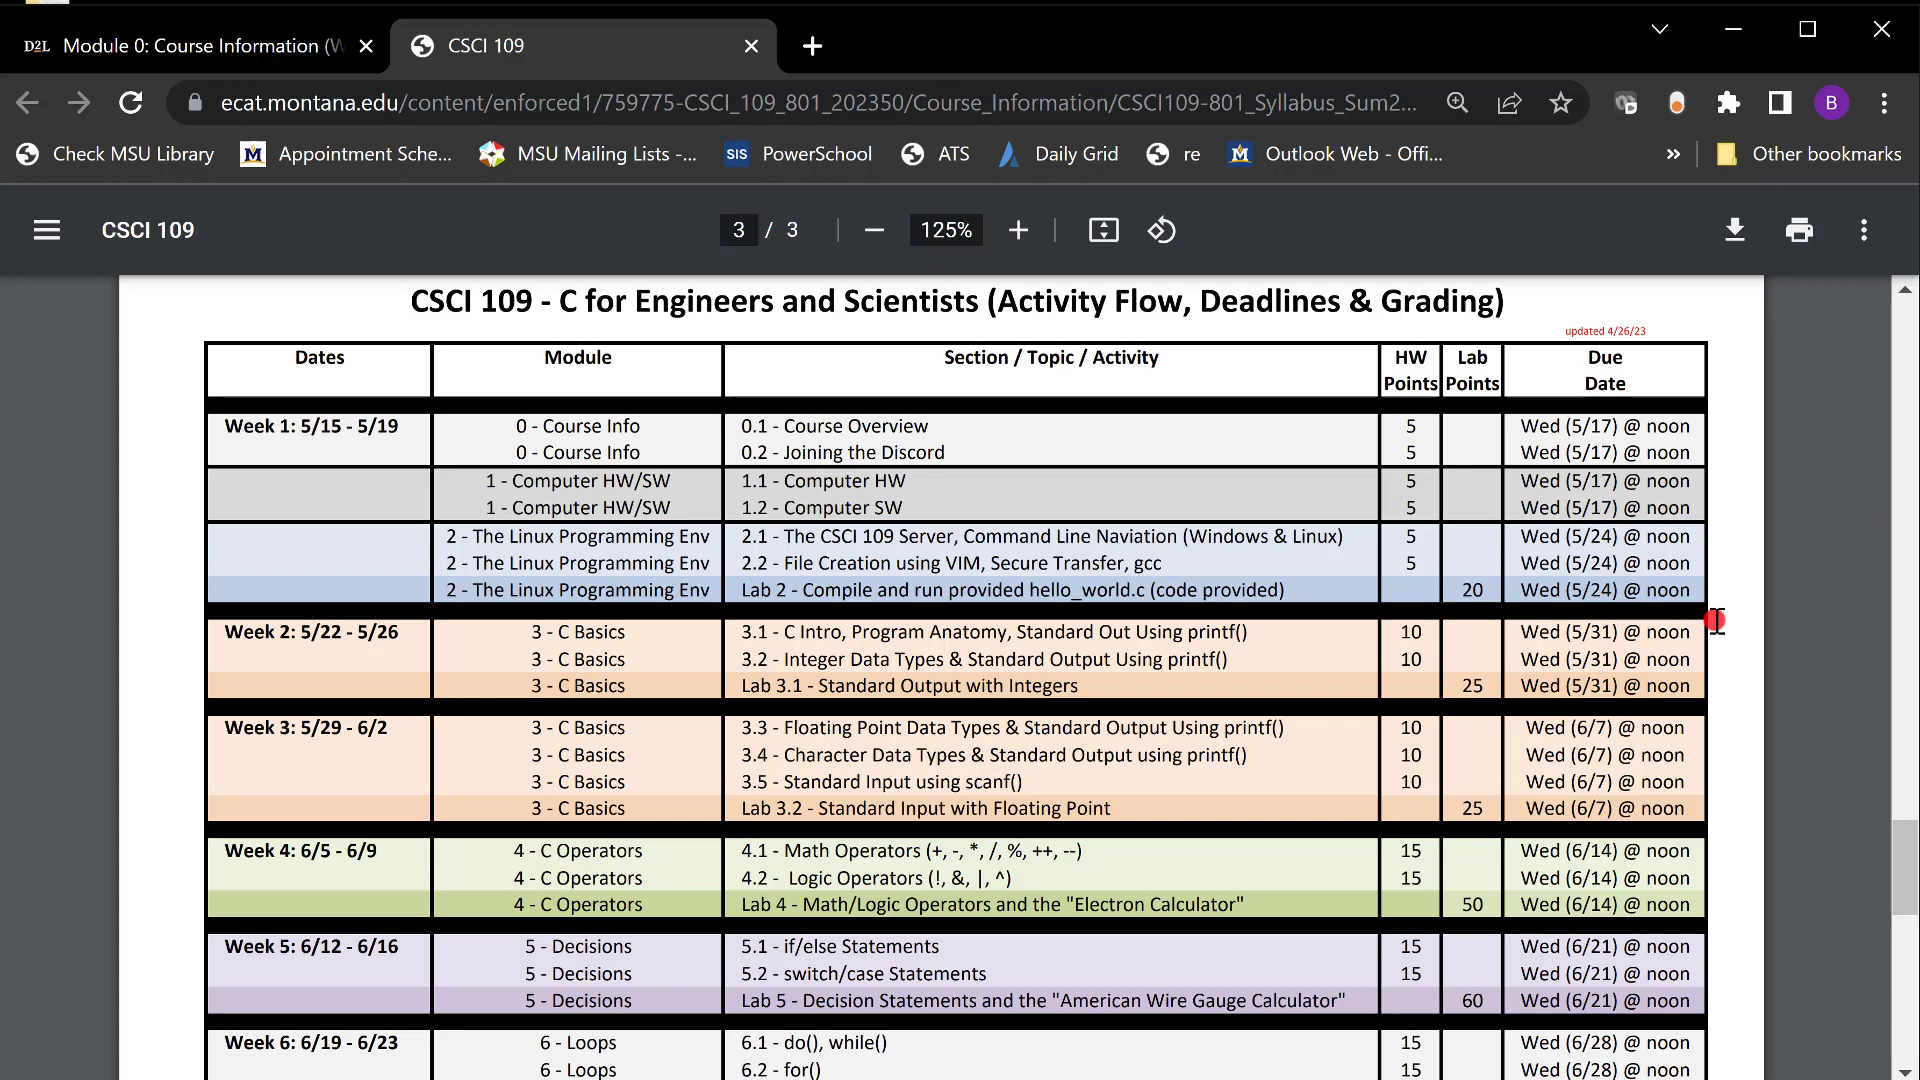 D2L Module 0: Course Information (W
CSCI 109
ecat.montana.edu/content/enforced1/759775-CSCI_109_801_202350/Course_Information/CSCI109-801_Syllabus_Sum2...
B
Check MSU Library
M Appointment Sche...
MSU Mailing Lists -...
SIS PowerSchool
ATS
Daily Grid
re
M Outlook Web - Offi...
»
Other bookmarks
CSCI 109
3 / 3
125%
CSCI 109 - C for Engineers and Scientists (Activity Flow, Deadlines & Grading)
updated 4/26/23
Dates Module Section / Topic / Activity HW Lab Due
Points Points Date
Week 1: 5/15 - 5/19 0 - Course Info 0.1 - Course Overview 5 Wed (5/17) @ noon
0 - Course Info 0.2 - Joining the Discord 5 Wed (5/17) @ noon
1 - Computer HW/SW 1.1 - Computer HW 5 Wed (5/17) @ noon
1 - Computer HW/SW 1.2 - Computer SW 5 Wed (5/17) @ noon
2 - The Linux Programming Env 2.1 - The CSCI 109 Server, Command Line Naviation (Windows & Linux) 5 Wed (5/24) @ noon
2 - The Linux Programming Env 2.2 - File Creation using VIM, Secure Transfer, gcc 5 Wed (5/24) @ noon
2 - The Linux Programming Env Lab 2 - Compile and run provided hello_world.c (code provided) 20 Wed (5/24) @ noon
Week 2: 5/22 - 5/26 3 - C Basics 3.1 - C Intro, Program Anatomy, Standard Out Using printf() 10 Wed (5/31) @ noon
3 - C Basics 3.2 - Integer Data Types & Standard Output Using printf() 10 Wed (5/31) @ noon
3 - C Basics Lab 3.1 - Standard Output with Integers 25 Wed (5/31) @ noon
Week 3: 5/29 - 6/2 3 - C Basics 3.3 - Floating Point Data Types & Standard Output Using printf() 10 Wed (6/7) @ noon
3 - C Basics 3.4 - Character Data Types & Standard Output using printf() 10 Wed (6/7) @ noon
3 - C Basics 3.5 - Standard Input using scanf() 10 Wed (6/7) @ noon
3 - C Basics Lab 3.2 - Standard Input with Floating Point 25 Wed (6/7) @ noon
Week 4: 6/5 - 6/9 4 - C Operators 4.1 - Math Operators (+, -, *, /, %, ++, --) 15 Wed (6/14) @ noon
4 - C Operators 4.2 - Logic Operators (!, &, |, ^) 15 Wed (6/14) @ noon
4 - C Operators Lab 4 - Math/Logic Operators and the "Electron Calculator" 50 Wed (6/14) @ noon
Week 5: 6/12 - 6/16 5 - Decisions 5.1 - if/else Statements 15 Wed (6/21) @ noon
5 - Decisions 5.2 - switch/case Statements 15 Wed (6/21) @ noon
5 - Decisions Lab 5 - Decision Statements and the "American Wire Gauge Calculator" 60 Wed (6/21) @ noon
Week 6: 6/19 - 6/23 6 - Loops 6.1 - do(), while() 15 Wed (6/28) @ noon
6 - Loops 6.2 - for() 15 Wed (6/28) @ noon